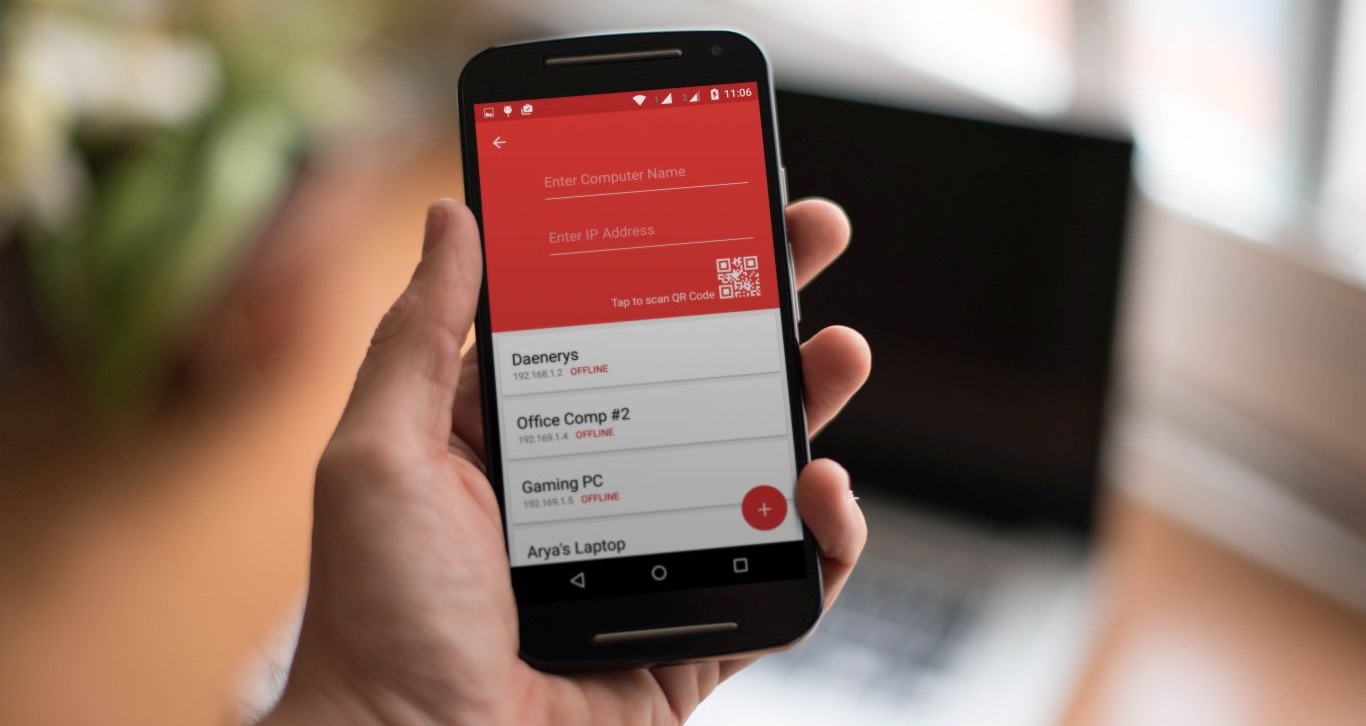 11:06
Enter Computer Name
Enter IP Address
Tap to scan QR Code
Daenerys
192.168.1.2 OFFLINE
Office Comp #2
192.169.1.4 OFFLINE
Gaming PC
192.169.1.5 OFFLINE
Arya's Laptop